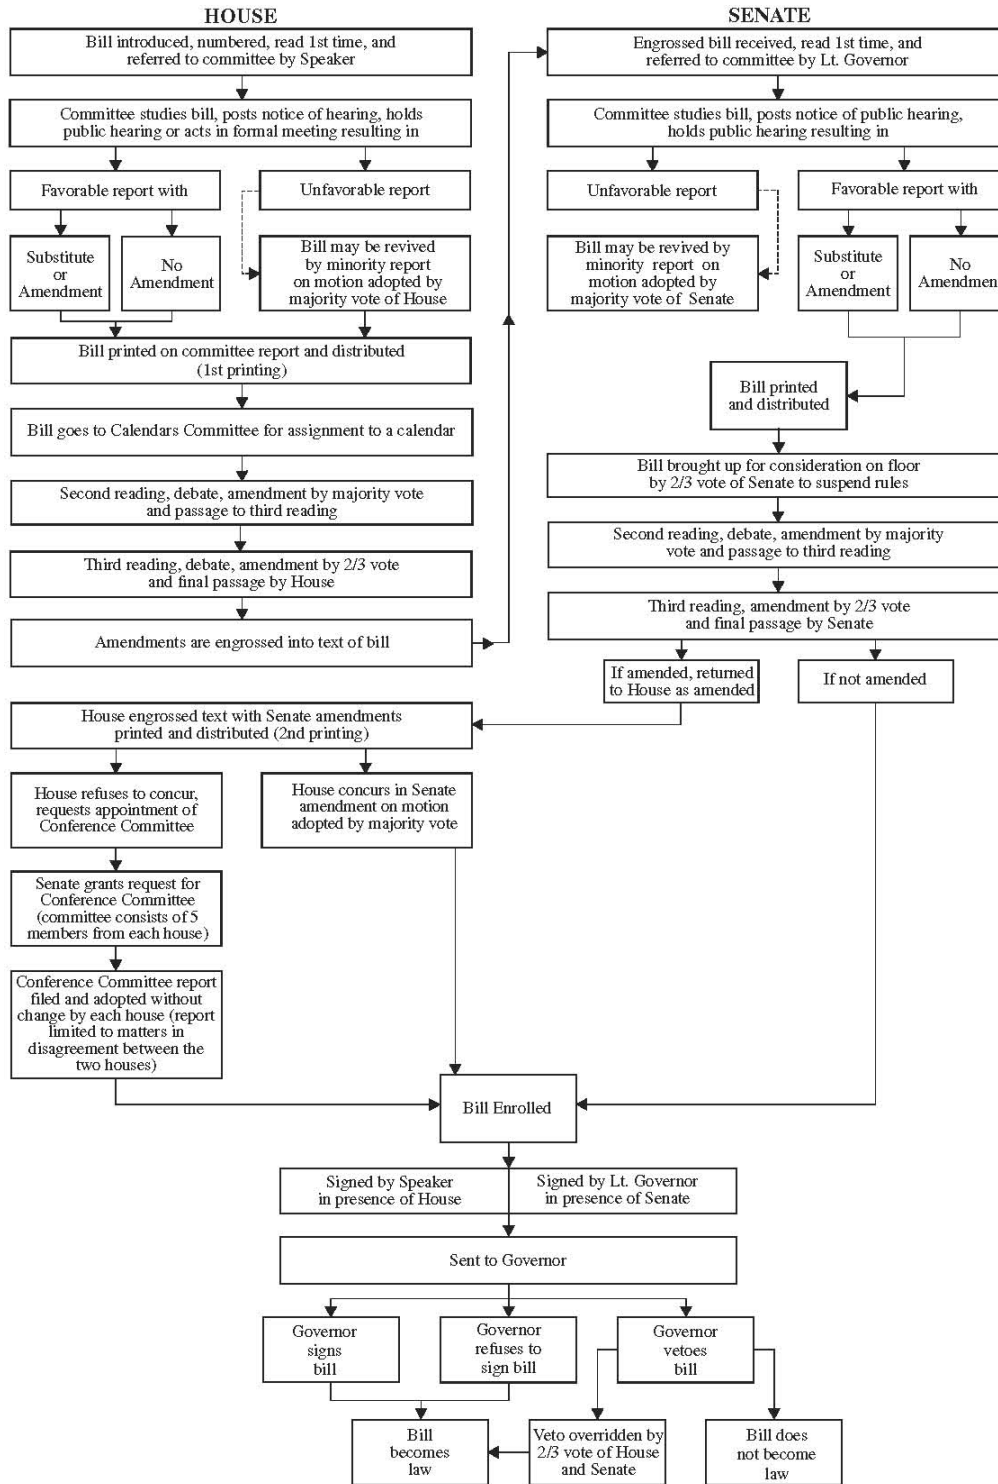 HOUSE
Bill introduced, numbered, read 1st time, and
referred to committee by Speaker
Committee studies bill, posts notice of hearing, holds
public hearing or acts in formal meeting resulting in
Favorable report with
Unfavorable report
Substitute
or
Amendment
No
Amendment
Bill may be revived
by minority report
on motion adopted by
majority vote of House
Bill printed on committee report and distributed
(1st printing)
Bill goes to Calendars Committee for assignment to a calendar
Second reading, debate, amendment by majority vote
and passage to third reading
Third reading, debate, amendment by 2/3 vote
and final passage by House
Amendments are engrossed into text of bill
SENATE
Engrossed bill received, read 1st time, and
referred to committee by Lt. Governor
Committee studies bill, posts notice of public hearing,
holds public hearing resulting in
Unfavorable report
Favorable report with
Bill may be revived by
minority report on
motion adopted by
majority vote of Senate
Substitute
or
Amendment
No
Amendment
Bill printed
and distributed
Bill brought up for consideration on floor
by 2/3 vote of Senate to suspend rules
Second reading, debate, amendment by majority
vote and passage to third reading
Third reading, amendment by 2/3 vote
and final passage by Senate
If amended, returned
to House as amended
If not amended
House engrossed text with Senate amendments
printed and distributed (2nd printing)
House refuses to concur,
requests appointment of
Conference Committee
House concurs in Senate
amendment on motion
adopted by majority vote
Senate grants request for
Conference Committee
(committee consists of 5
members from each house)
Conference Committee report
filed and adopted without
change by each house (report
limited to matters in
disagreement between the
two houses)
Bill Enrolled
Signed by Speaker
in presence of House
Signed by Lt. Governor
in presence of Senate
Sent to Governor
Governor
signs
bill
Governor
refuses to
sign bill
Governor
vetoes
bill
Bill
becomes
law
Veto overridden by
2/3 vote of House
and Senate
Bill does
not become
law